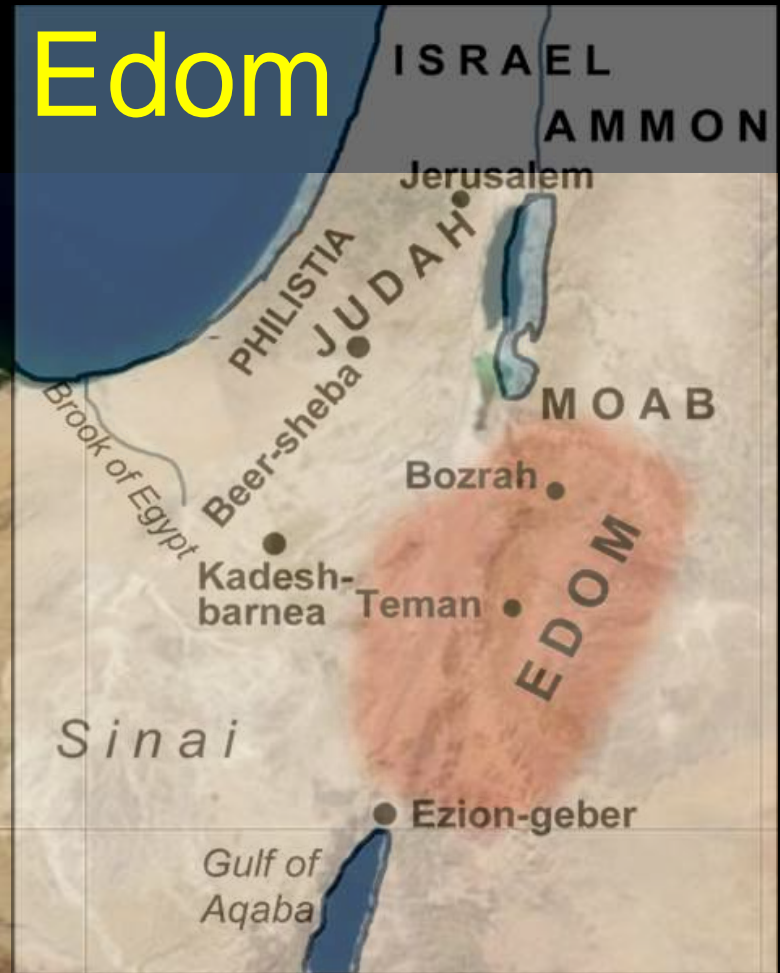 Edom
ISRAEL
AMMON
Jerusalem
PHILISTIA
JUDAH
Brook of Egypt
Beer-sheba
MOAB
Bozrah
Kadesh-
barnea
Teman
EDOM
Sinai
Ezion-geber
Gulf of
Aqaba